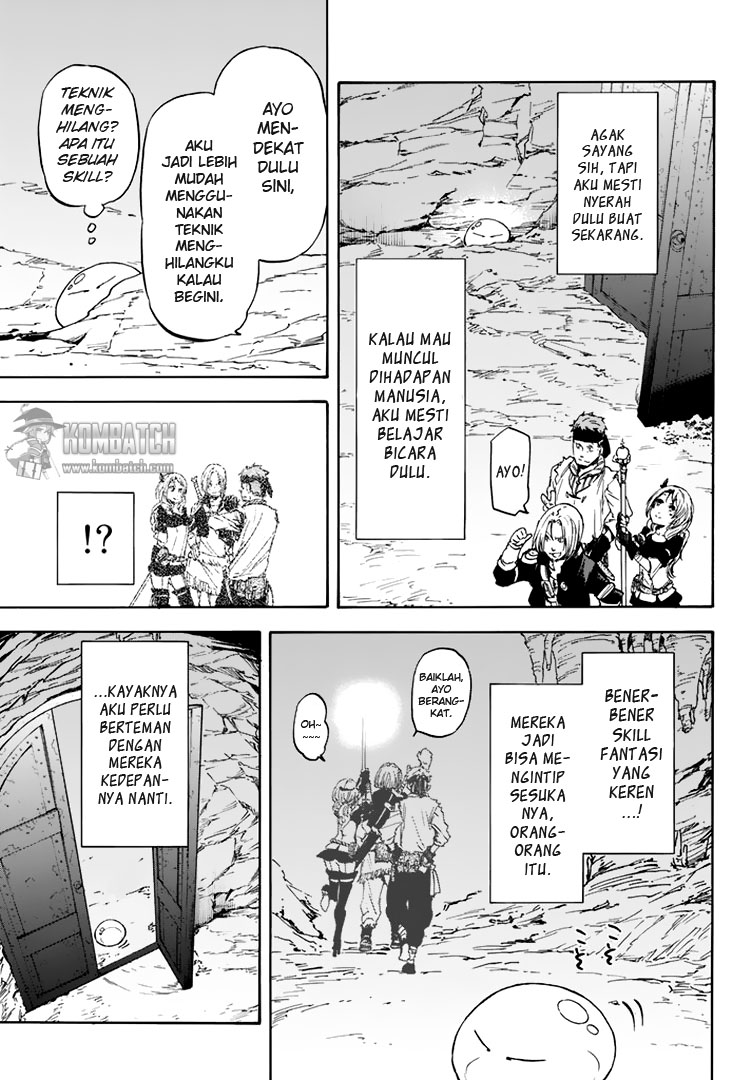 AGAK
SAYANG
SIH, TAPI
AKU MESTI
NYERAH
DULU BUAT
SEKARANG.
KALAU MAU
MUNCUL
DIHADAPAN
MANUSIA,
AKU MESTI
BELAJAR
BICARA
DULU.
AYO!
AYO
MEN-
DEKAT
DULU
SINI,
AKU
JADI LEBIH
MUDAH
MENGGU-
NAKAN
TEKNIK
MENG-
HILANGKU
KALAU
BEGINI.
TEKNIK
MENG-
HILANG?
APA ITU
SEBUAH
SKILL?
KOMBATCH
www.kombatch.com
!?
BENER-
BENER
SKILL
FANTASI
YANG
KEREN
...!
MEREKA
JADI
BISA ME-
NGINTIP
SESUKA
NYA,
ORANG-
ORANG
ITU.
BAIKLAH,
AYO
BERANG-
KAT.
OH~
~~~
...KAYAKNYA
AKU PERLU
BERTEMAN
DENGAN
MEREKA
KEDEPAN-
NYA NANTI.